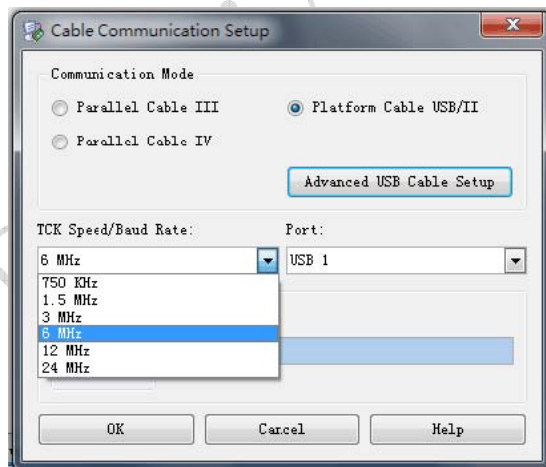 Cable Communication Setup
Communication Mode
Parallel Cable III
Platform Cable USB/II
Parallel Cable IV
Advanced USB Cable Setup
TCK Speed/Baud Rate:
Port:
6 MHz
USB 1
750 KHz
1.5 MHz
3 MHz
6 MHz
12 MHz
24 MHz
OK
Cancel
Help